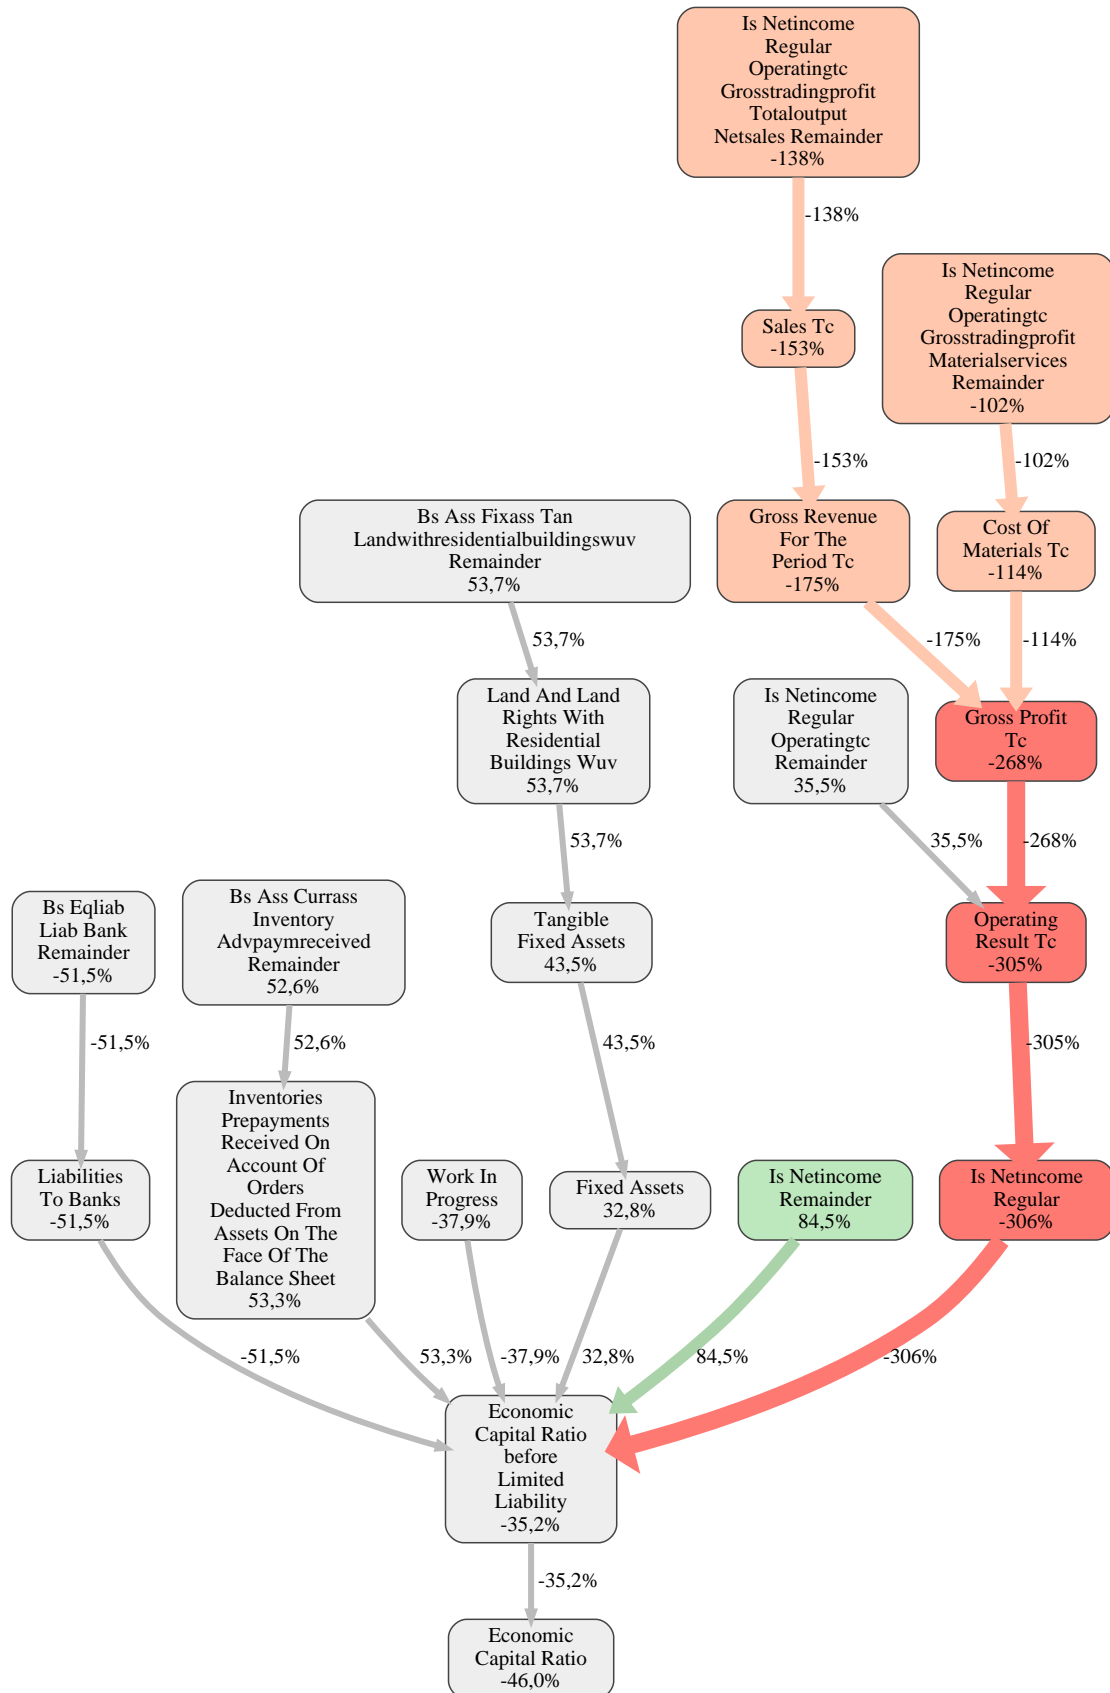 Is Netincome
Regular
Operatingtc
Grosstradingprofit
Totaloutput
Netsales Remainder
-138%
-138%
Sales Tc
-153%
Is Netincome
Regular
Operatingtc
Grosstradingprofit
Materialservices
Remainder
-102%
-153%
-102%
Bs Ass Fixass Tan
Landwithresidentialbuildingswuv
Remainder
53,7%
Gross Revenue
For The
Period Tc
-175%
Cost Of
Materials Tc
-114%
53,7%
-175%
-114%
Land And Land
Rights With
Residential
Buildings Wuv
53,7%
Is Netincome
Regular
Operatingtc
Remainder
35,5%
Gross Profit
Tc
-268%
53,7%
35,5%
-268%
Bs Eqliab
Liab Bank
Remainder
-51,5%
Bs Ass Currass
Inventory
Advpaymreceived
Remainder
52,6%
Tangible
Fixed Assets
43,5%
Operating
Result Tc
-305%
-51,5%
52,6%
43,5%
-305%
Liabilities
To Banks
-51,5%
Inventories
Prepayments
Received On
Account Of
Orders
Deducted From
Assets On The
Face Of The
Balance Sheet
53,3%
Work In
Progress
-37,9%
Fixed Assets
32,8%
Is Netincome
Remainder
84,5%
Is Netincome
Regular
-306%
-51,5%
53,3%
-37,9%
32,8%
84,5%
-306%
Economic
Capital Ratio
before
Limited
Liability
-35,2%
-35,2%
Economic
Capital Ratio
-46,0%